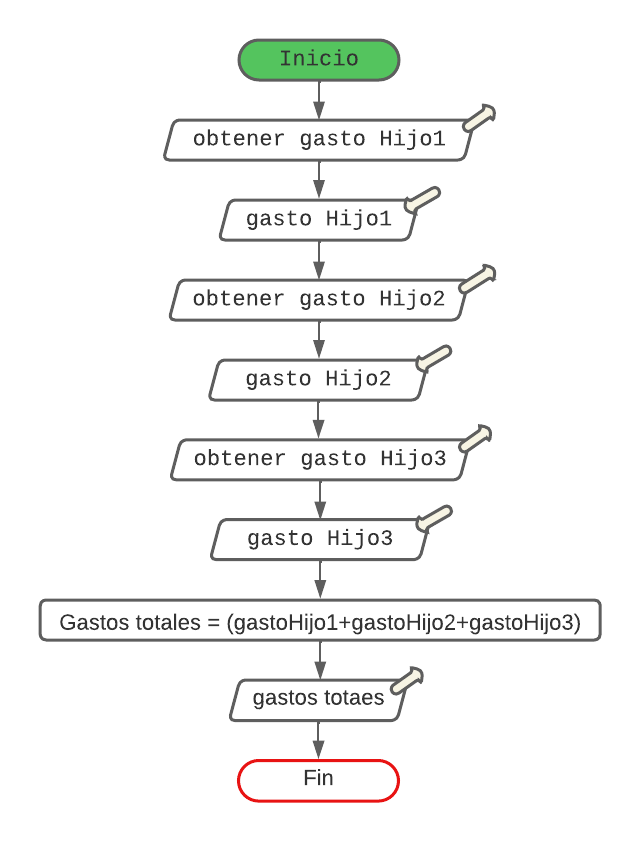 Inicio
obtener gasto Hijo1
gasto Hijo1
obtener gasto Hijo2
gasto Hijo2
obtener gasto Hijo3
gasto Hijo3
Gastos totales = (gastoHijo1+gastoHijo2+gastoHijo3)
gastos totaes
Fin